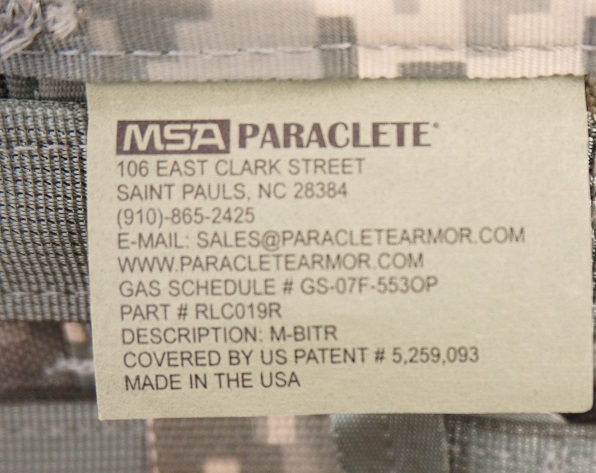 MSA PARACLETE®
106 EAST CLARK STREET
SAINT PAULS, NC 28384
(910)-865-2425
E-MAIL: SALES@PARACLETEARMOR.COM
WWW.PARACLETEARMOR.COM
GAS SCHEDULE # GS-07F-553OP
PART # RLC019R
DESCRIPTION: M-BITR
COVERED BY US PATENT # 5,259,093
MADE IN THE USA